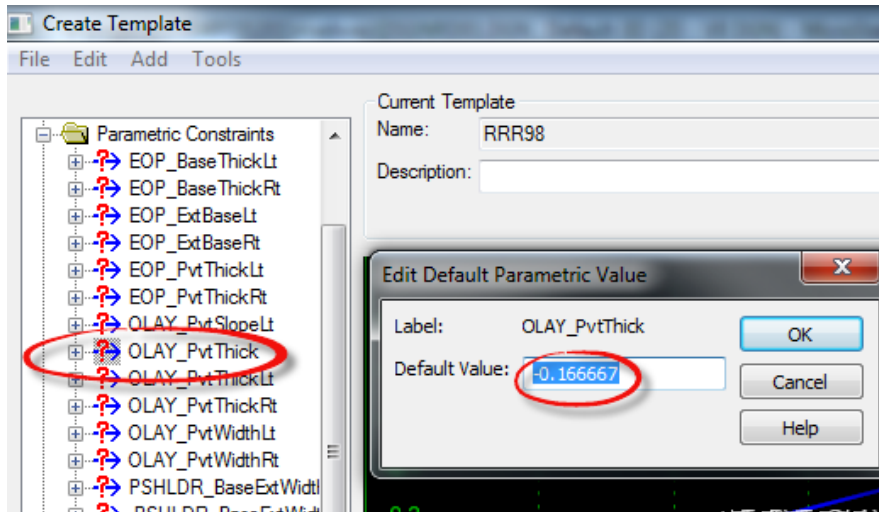 Create Template
File Edit Add Tools
Parametric Constraints
EOP_BaseThickLt
EOP_BaseThickRt
EOP_ExtBaseLt
EOP_ExtBaseRt
EOP_PvtThickLt
EOP_PvtThickRt
OLAY_PvtSlopeLt
OLAY_PvtThick
OLAY_PvtThickLt
OLAY_PvtThickRt
OLAY_PvtWidthLt
OLAY_PvtWidthRt
PSHLDR_BaseExtWidt
Current Template
Name: RRR98
Description:
Edit Default Parametric Value
Label: OLAY_PvtThick
Default Value: -0.166667
OK
Cancel
Help